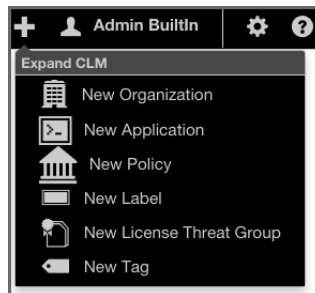 Admin BuiltIn
Expand CLM
New Organization
New Application
New Policy
New Label
New License Threat Group
New Tag